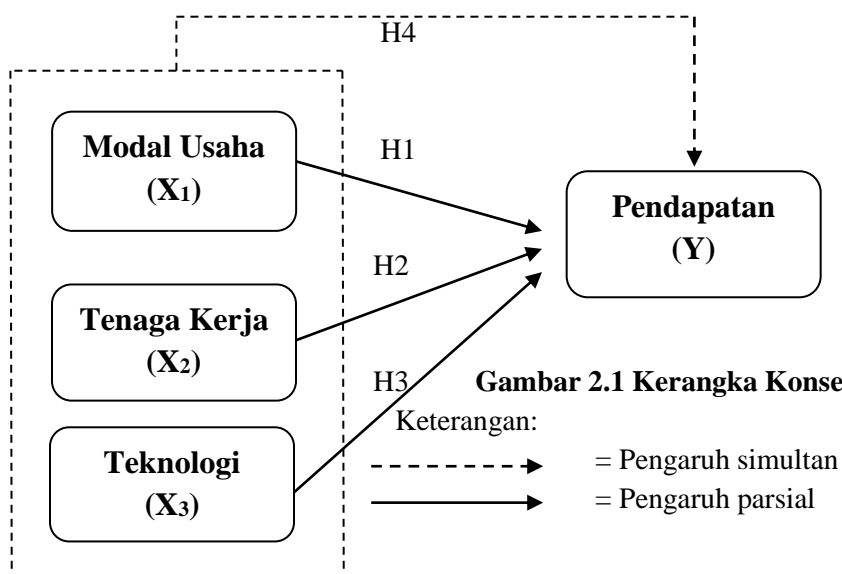 H4
Modal Usaha
(X₁)
H1
Pendapatan
(Y)
H2
Tenaga Kerja
(X₂)
H3
Gambar 2.1 Kerangka Konse
Keterangan:
Teknologi
(X₃)
= Pengaruh simultan
= Pengaruh parsial